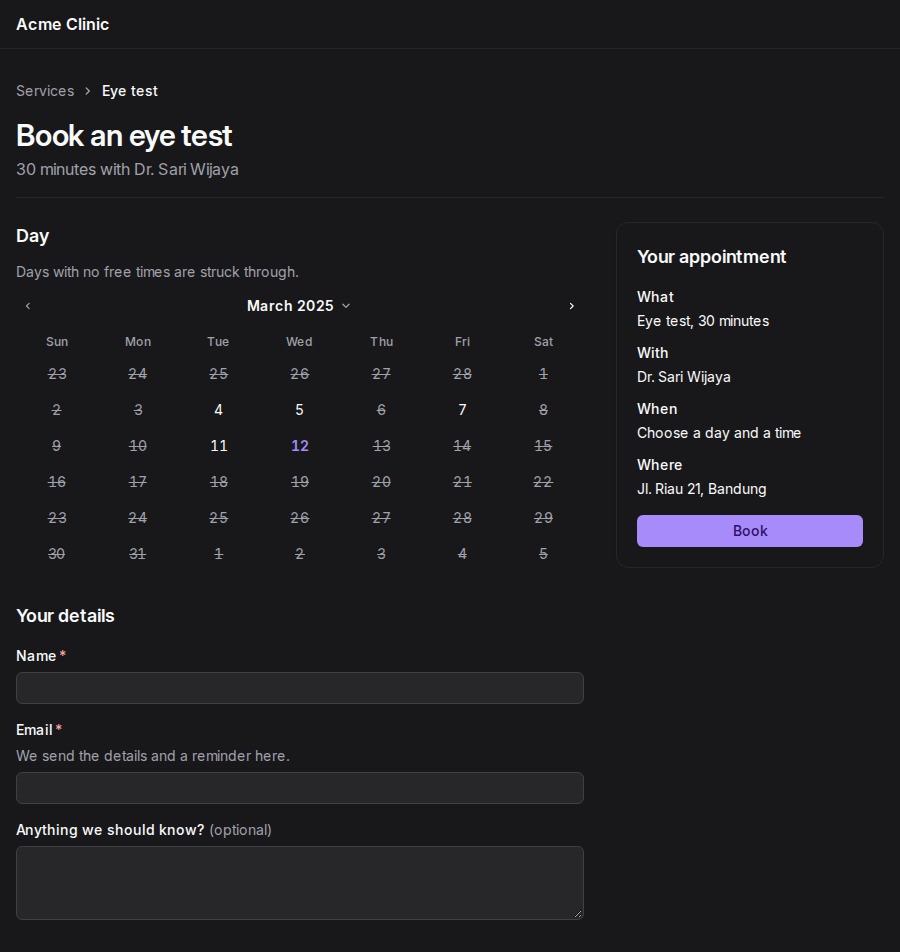 Acme Clinic
Services > Eye test
Book an eye test
30 minutes with Dr. Sari Wijaya
Day
Days with no free times are struck through.
March 2025
Sun Mon Tue Wed Thu Fri Sat
23 24 25 26 27 28 1
2 3 4 5 6 7 8
9 10 11 12 13 14 15
16 17 18 19 20 21 22
23 24 25 26 27 28 29
30 31 1 2 3 4 5
Your appointment
What
Eye test, 30 minutes
With
Dr. Sari Wijaya
When
Choose a day and a time
Where
Jl. Riau 21, Bandung
Book
Your details
Name *
Email *
We send the details and a reminder here.
Anything we should know? (optional)